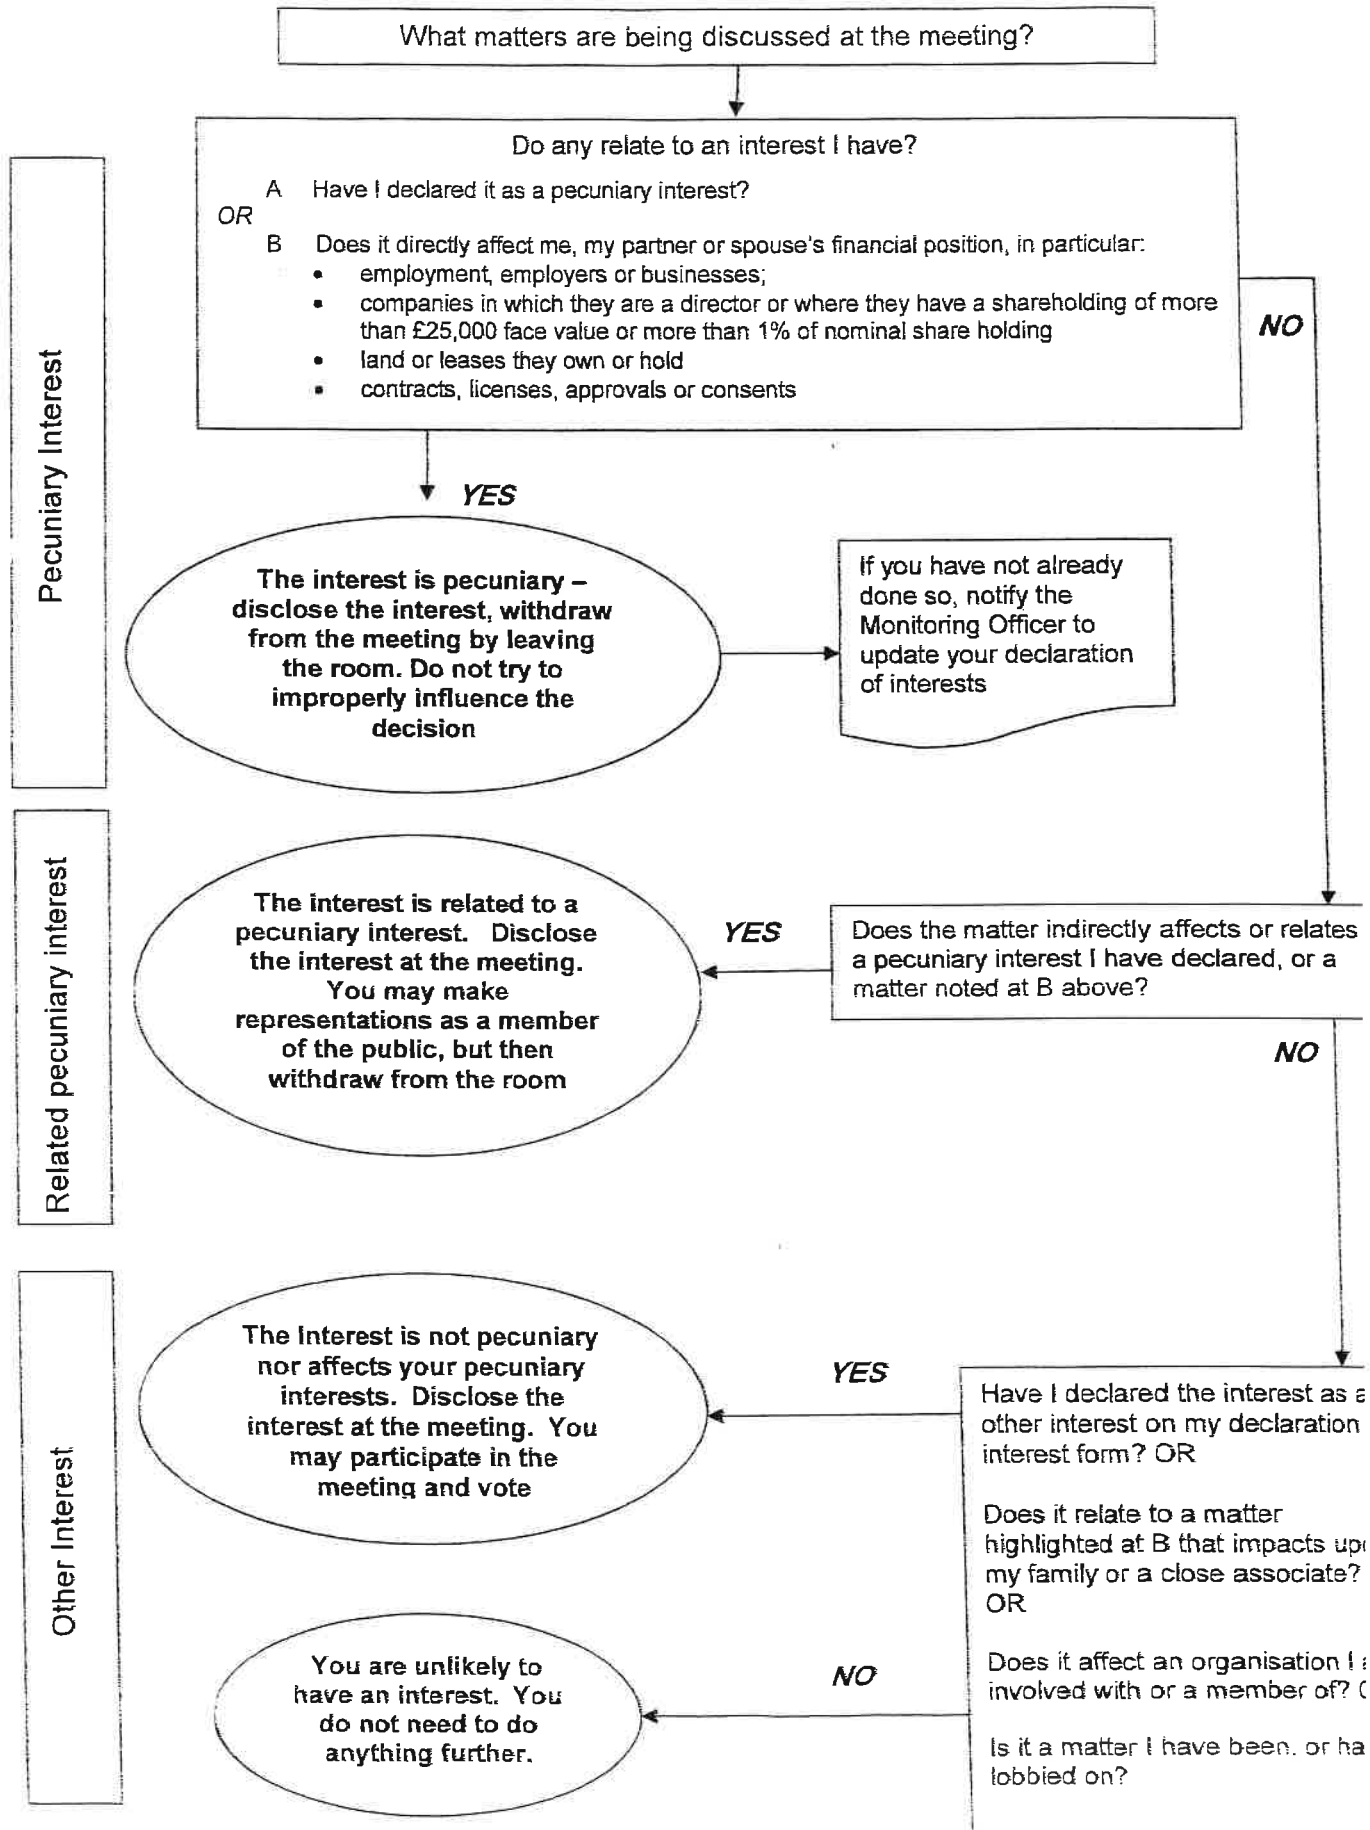 What matters are being discussed at the meeting?
Do any relate to an interest I have?
A Have I declared it as a pecuniary interest?
OR
B Does it directly affect me, my partner or spouse's financial position, in particular:
• employment, employers or businesses;
• companies in which they are a director or where they have a shareholding of more
than £25,000 face value or more than 1% of nominal share holding
• land or leases they own or hold
• contracts, licenses, approvals or consents
NO
Pecuniary Interest
YES
The interest is pecuniary –
disclose the interest, withdraw
from the meeting by leaving
the room. Do not try to
improperly influence the
decision
If you have not already
done so, notify the
Monitoring Officer to
update your declaration
of interests
Related pecuniary interest
The interest is related to a
pecuniary interest. Disclose
the interest at the meeting.
You may make
representations as a member
of the public, but then
withdraw from the room
YES
Does the matter indirectly affects or relates
a pecuniary interest I have declared, or a
matter noted at B above?
NO
Other Interest
The Interest is not pecuniary
nor affects your pecuniary
interests. Disclose the
interest at the meeting. You
may participate in the
meeting and vote
YES
Have I declared the interest as
other interest on my declaration
interest form? OR
Does it relate to a matter
highlighted at B that impacts
my family or a close associate?
OR
Does it affect an organisation I
involved with or a member of?
Is it a matter I have been, or
lobbied on?
NO
You are unlikely to
have an interest. You
do not need to do
anything further.